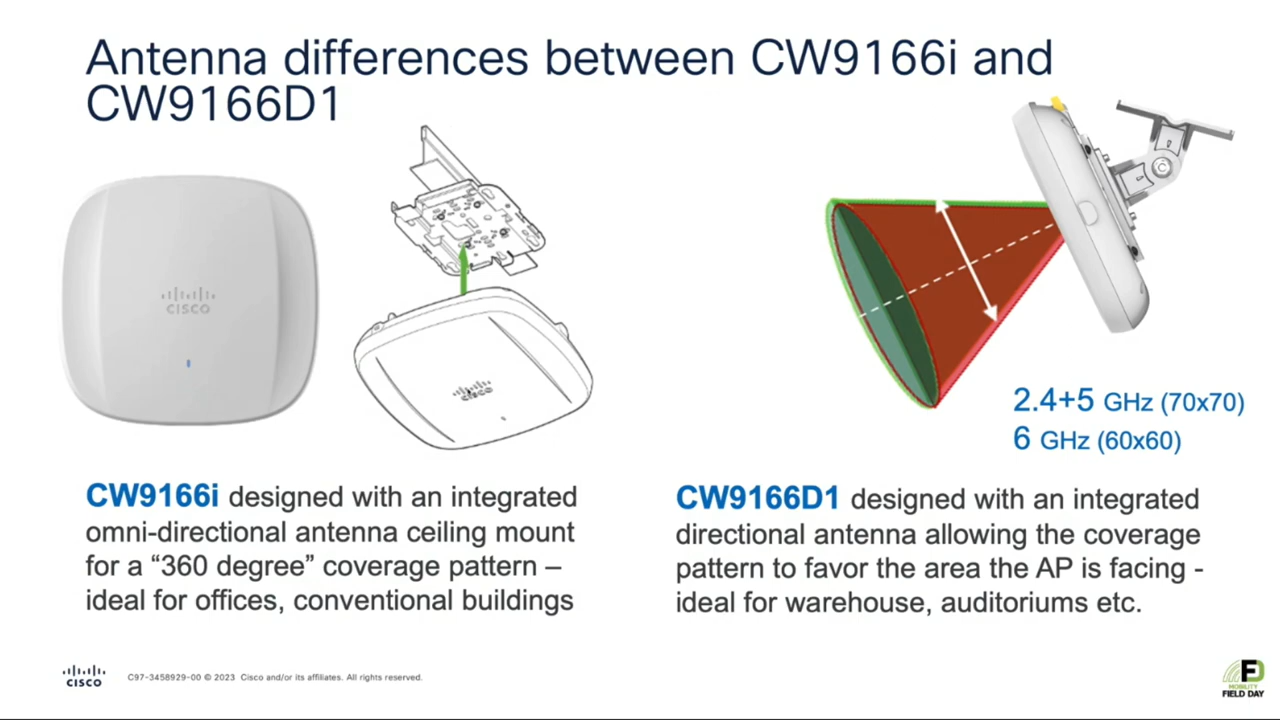 Antenna differences between CW9166i and
CW9166D1
CISCO
CISCO
2.4+5 GHz (70x70)
6 GHz (60x60)
CW9166i designed with an integrated
omni-directional antenna ceiling mount
for a “360 degree” coverage pattern –
ideal for offices, conventional buildings
CW9166D1 designed with an integrated
directional antenna allowing the coverage
pattern to favor the area the AP is facing -
ideal for warehouse, auditoriums etc.
CISCO
C97-3458929-00 © 2023 Cisco and/or its affiliates. All rights reserved.
F
MOBILITY
FIELD DAY